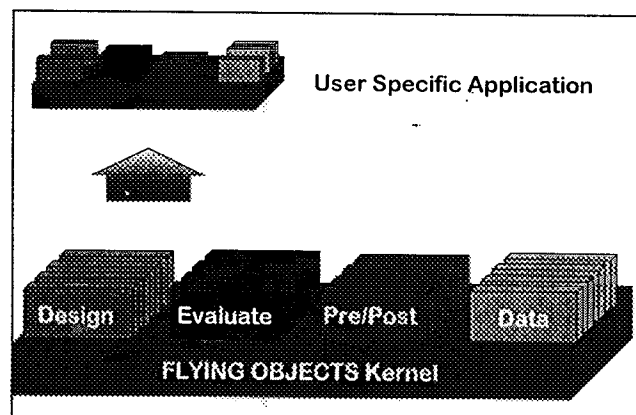 User Specific Application
Design Evaluate Pre/Post Data
FLYING OBJECTS Kernel